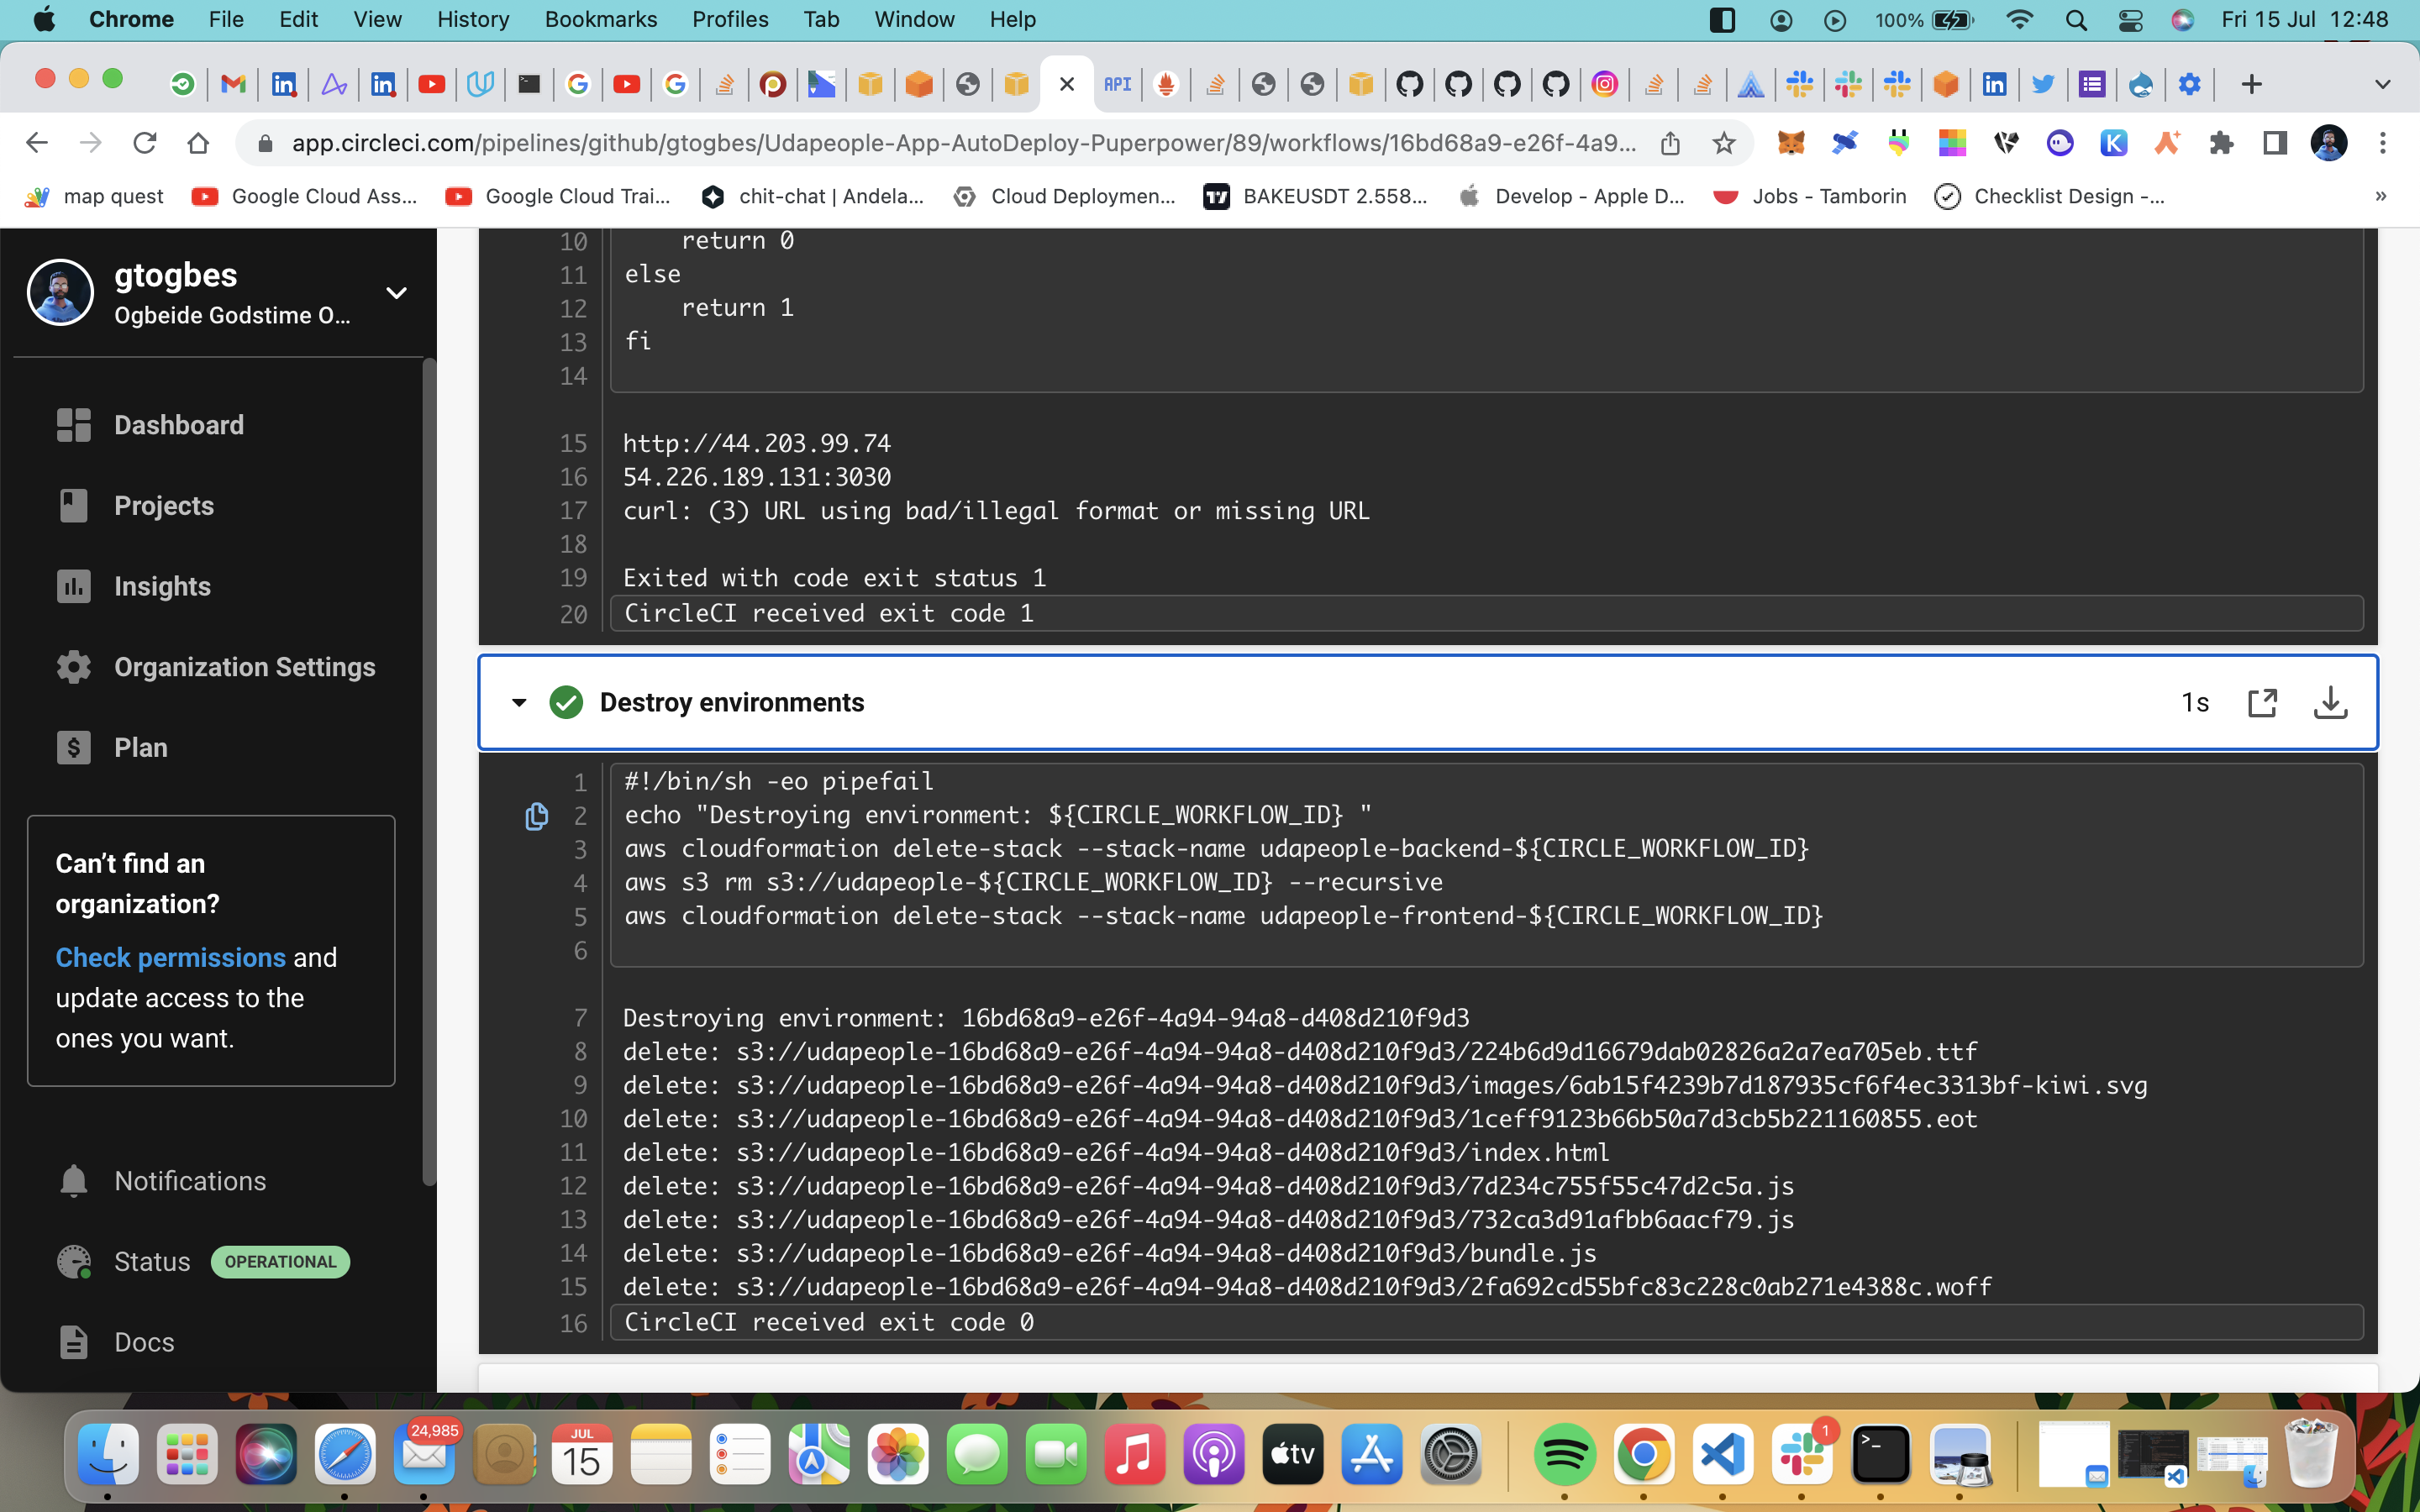 Chrome File Edit View History Bookmarks Profiles Tab Window Help 100% Fri 15 Jul 12:48
API
app.circleci.com/pipelines/github/gtogbes/Udapeople-App-AutoDeploy-Puperpower/89/workflows/16bd68a9-e26f-4a9...
map quest Google Cloud Ass... Google Cloud Trai... chit-chat | Andela... Cloud Deploymen... BAKEUSDT 2.558... Develop - Apple D... Jobs - Tamborin Checklist Design -... »
gtogbes
Ogbeide Godstime O...
Dashboard
Projects
Insights
Organization Settings
Plan
Can’t find an
organization?
Check permissions and
update access to the
ones you want.
Notifications
Status OPERATIONAL
Docs
10 return 0
11 else
12 return 1
13 fi
14
15 http://44.203.99.74
16 54.226.189.131:3030
17 curl: (3) URL using bad/illegal format or missing URL
18
19 Exited with code exit status 1
20 CircleCI received exit code 1
Destroy environments 1s
1 #!/bin/sh -eo pipefail
2 echo "Destroying environment: ${CIRCLE_WORKFLOW_ID} "
3 aws cloudformation delete-stack --stack-name udapeople-backend-${CIRCLE_WORKFLOW_ID}
4 aws s3 rm s3://udapeople-${CIRCLE_WORKFLOW_ID} --recursive
5 aws cloudformation delete-stack --stack-name udapeople-frontend-${CIRCLE_WORKFLOW_ID}
6
7 Destroying environment: 16bd68a9-e26f-4a94-94a8-d408d210f9d3
8 delete: s3://udapeople-16bd68a9-e26f-4a94-94a8-d408d210f9d3/224b6d9d16679dab02826a2a7ea705eb.ttf
9 delete: s3://udapeople-16bd68a9-e26f-4a94-94a8-d408d210f9d3/images/6ab15f4239b7d187935cf6f4ec3313bf-kiwi.svg
10 delete: s3://udapeople-16bd68a9-e26f-4a94-94a8-d408d210f9d3/1ceff9123b66b50a7d3cb5b221160855.eot
11 delete: s3://udapeople-16bd68a9-e26f-4a94-94a8-d408d210f9d3/index.html
12 delete: s3://udapeople-16bd68a9-e26f-4a94-94a8-d408d210f9d3/7d234c755f55c47d2c5a.js
13 delete: s3://udapeople-16bd68a9-e26f-4a94-94a8-d408d210f9d3/732ca3d91afbb6aacf79.js
14 delete: s3://udapeople-16bd68a9-e26f-4a94-94a8-d408d210f9d3/bundle.js
15 delete: s3://udapeople-16bd68a9-e26f-4a94-94a8-d408d210f9d3/2fa692cd55bfc83c228c0ab271e4388c.woff
16 CircleCI received exit code 0
24,985
JUL
15
tv
1